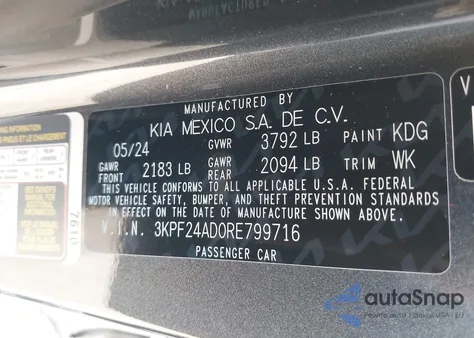 MANUFACTURED BY
KIA MEXICO S.A. DE C.V.
05/24 GVWR 3792 LB PAINT KDG
GAWR FRONT 2183 LB GAWR REAR 2094 LB TRIM WK
THIS VEHICLE CONFORMS TO ALL APPLICABLE U.S.A. FEDERAL
MOTOR VEHICLE SAFETY, BUMPER, AND THEFT PREVENTION STANDARDS
IN EFFECT ON THE DATE OF MANUFACTURE SHOWN ABOVE.
V.I.N. 3KPF24AD0RE799716
PASSENGER CAR
7610
autoSnap